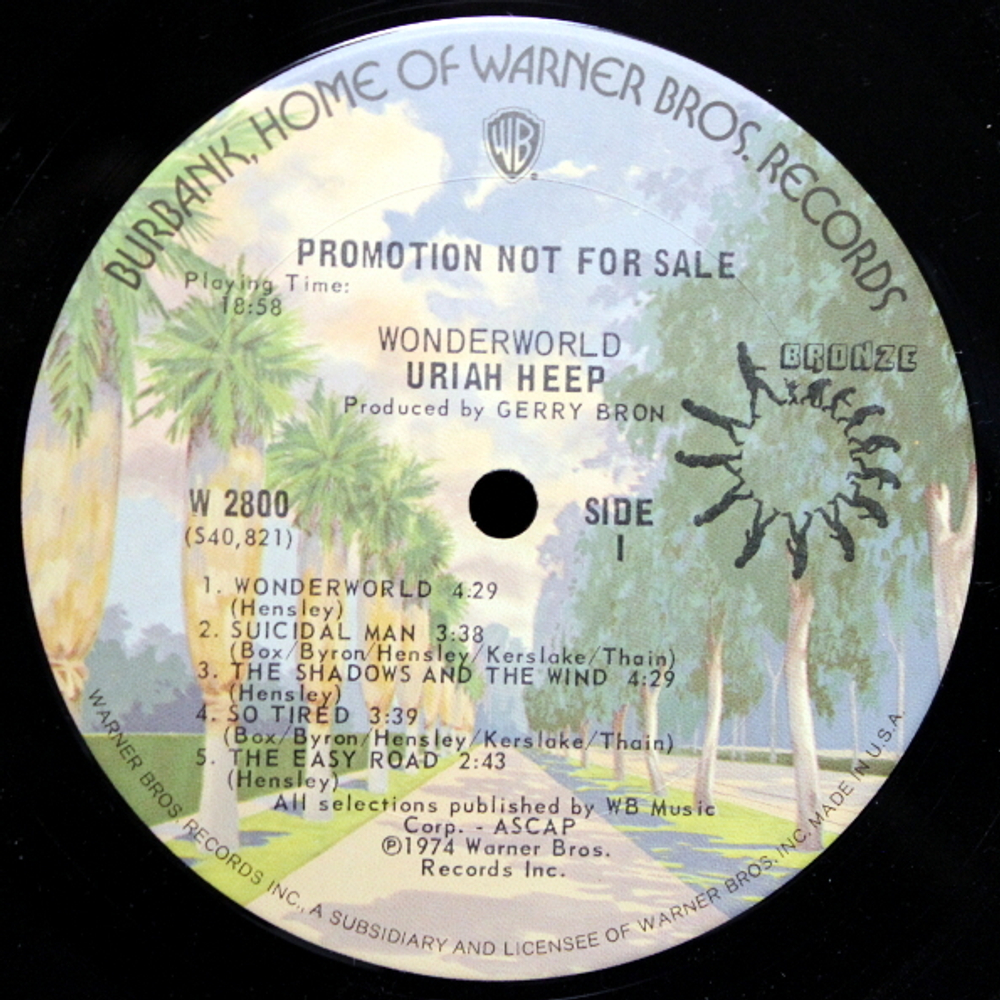 BURBANK, HOME OF WARNER BROS. RECORDS
WB
PROMOTION NOT FOR SALE
Playing Time:
18:58
WONDERWORLD
URIAH HEEP
Produced by GERRY BRON
BRONZE
W 2800
(S40,821)
SIDE
1
1. WONDERWORLD 4:29
(Hensley)
2. SUICIDAL MAN 3:38
(Box/Byron/Hensley/Kerslake/Thain)
3. THE SHADOWS AND THE WIND 4:29
(Hensley)
4. SO TIRED 3:39
(Box/Byron/Hensley/Kerslake/Thain)
5. THE EASY ROAD 2:43
(Hensley)
All selections published by WB Music
Corp. - ASCAP
℗1974 Warner Bros.
Records Inc.
WARNER BROS. RECORDS INC., A SUBSIDIARY AND LICENSEE OF WARNER BROS. INC. MADE IN U.S.A.